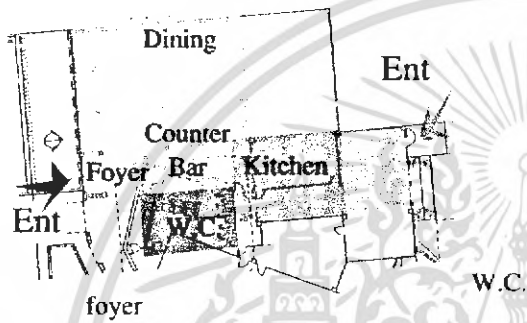 Dining
Ent
Counter
Foyer Bar Kitchen
Ent
W.C.
W.C.
foyer